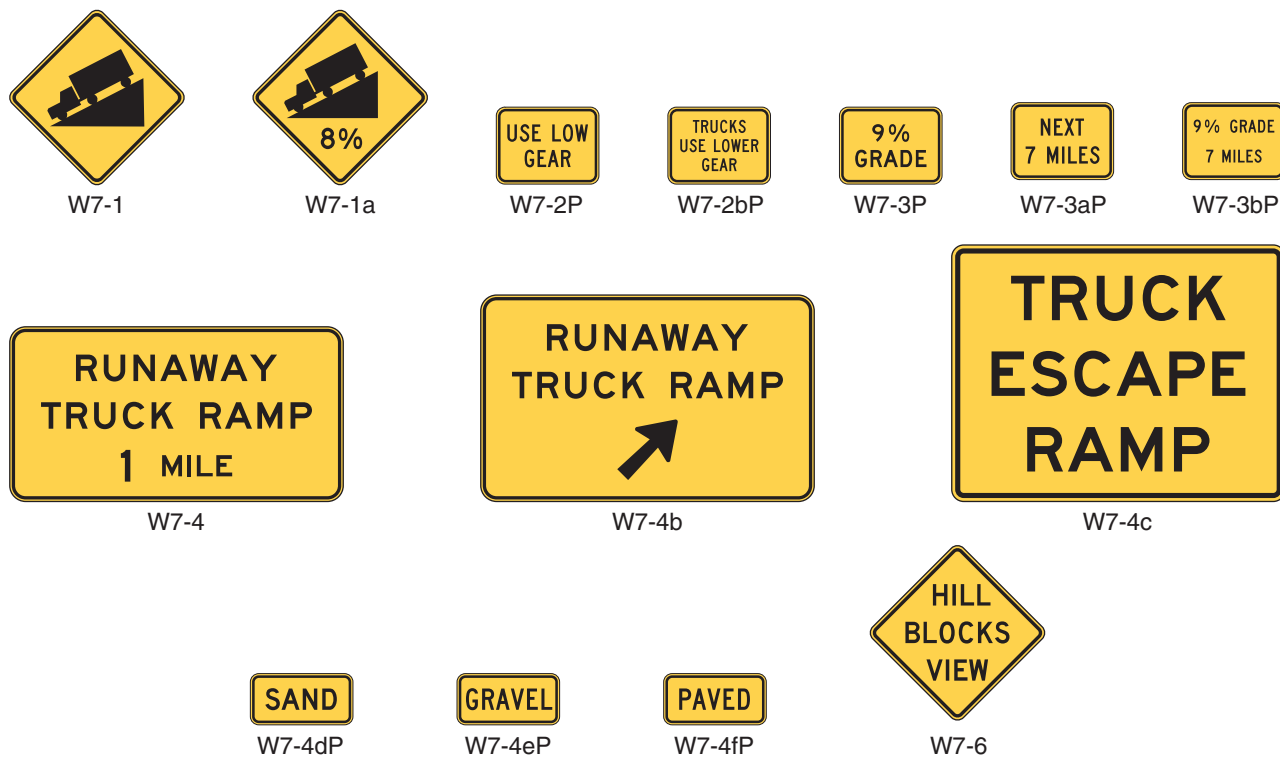 8%
W7-1
W7-1a
USE LOW
GEAR
W7-2P
TRUCKS
USE LOWER
GEAR
W7-2bP
9%
GRADE
W7-3P
NEXT
7 MILES
W7-3aP
9% GRADE
7 MILES
W7-3bP
RUNAWAY
TRUCK RAMP
1 MILE
W7-4
RUNAWAY
TRUCK RAMP
W7-4b
TRUCK
ESCAPE
RAMP
W7-4c
SAND
W7-4dP
GRAVEL
W7-4eP
PAVED
W7-4fP
HILL
BLOCKS
VIEW
W7-6